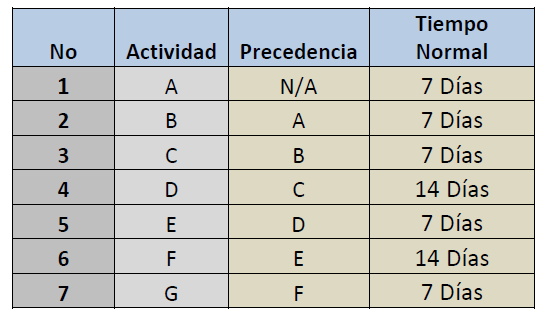 No Actividad Precedencia Tiempo Normal
1 A N/A 7 Días
2 B A 7 Días
3 C B 7 Días
4 D C 14 Días
5 E D 7 Días
6 F E 14 Días
7 G F 7 Días